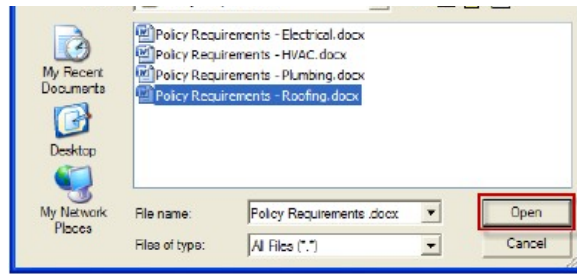 Policy Requirements - Electrical.docx
Policy Requirements - HVAC.docx
Policy Requirements - Plumbing.docx
Policy Requirements - Roofing.docx
My Recent
Documents
Desktop
My Network
Places
File name:
Policy Requirements .docx
Open
Files of type:
All Files (*.*)
Cancel